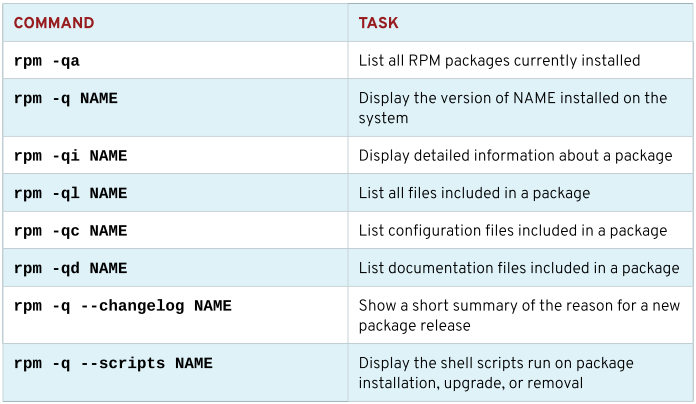 COMMAND TASK
rpm -qa List all RPM packages currently installed
rpm -q NAME Display the version of NAME installed on the
system
rpm -qi NAME Display detailed information about a package
rpm -ql NAME List all files included in a package
rpm -qc NAME List configuration files included in a package
rpm -qd NAME List documentation files included in a package
rpm -q --changelog NAME Show a short summary of the reason for a new
package release
rpm -q --scripts NAME Display the shell scripts run on package
installation, upgrade, or removal